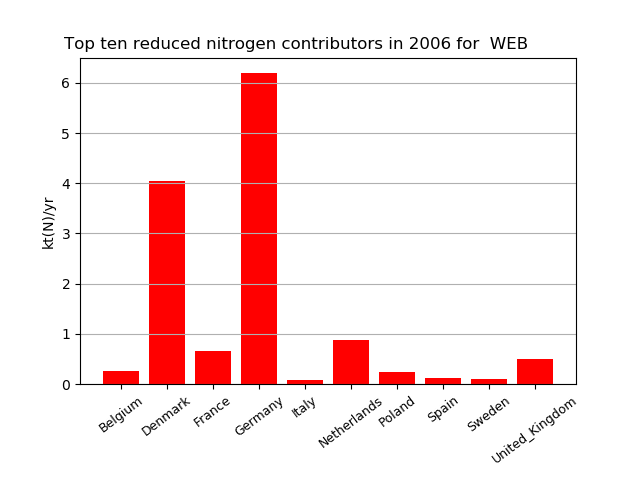 Top ten reduced nitrogen contributors in 2006 for  WEB
kt(N)/yr
6
5
4
3
2
1
0
Belgium
Denmark
France
Germany
Italy
Netherlands
Poland
Spain
Sweden
United_Kingdom